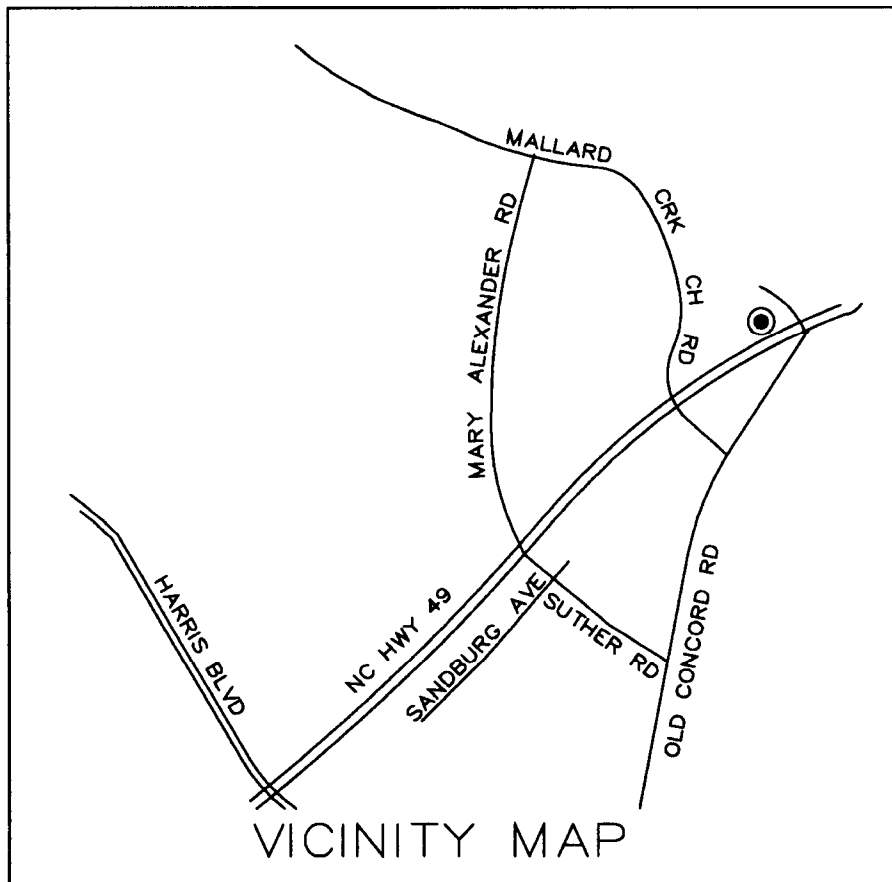 MALLARD
CRK
CH
RD
MARY ALEXANDER RD
HARRIS BLVD
NC HWY 49
SANDBURG AVE
SUTHER RD
OLD CONCORD RD
VICINITY MAP